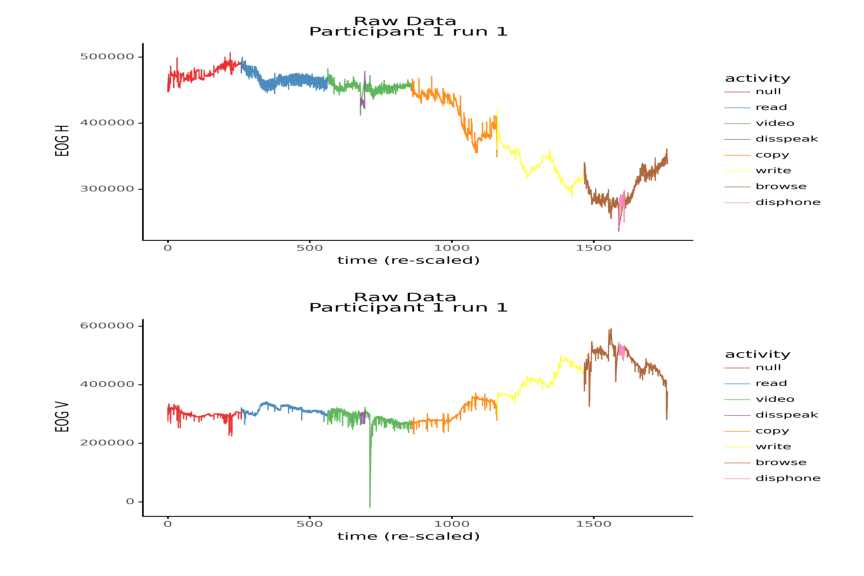 Raw Data
Participant 1 run 1
EOG H
500000
400000
300000
0
500
1000
1500
time (re-scaled)
activity
null
read
video
disspeak
copy
write
browse
disphone
Raw Data
Participant 1 run 1
EOG V
600000
400000
200000
0
0
500
1000
1500
time (re-scaled)
activity
null
read
video
disspeak
copy
write
browse
disphone